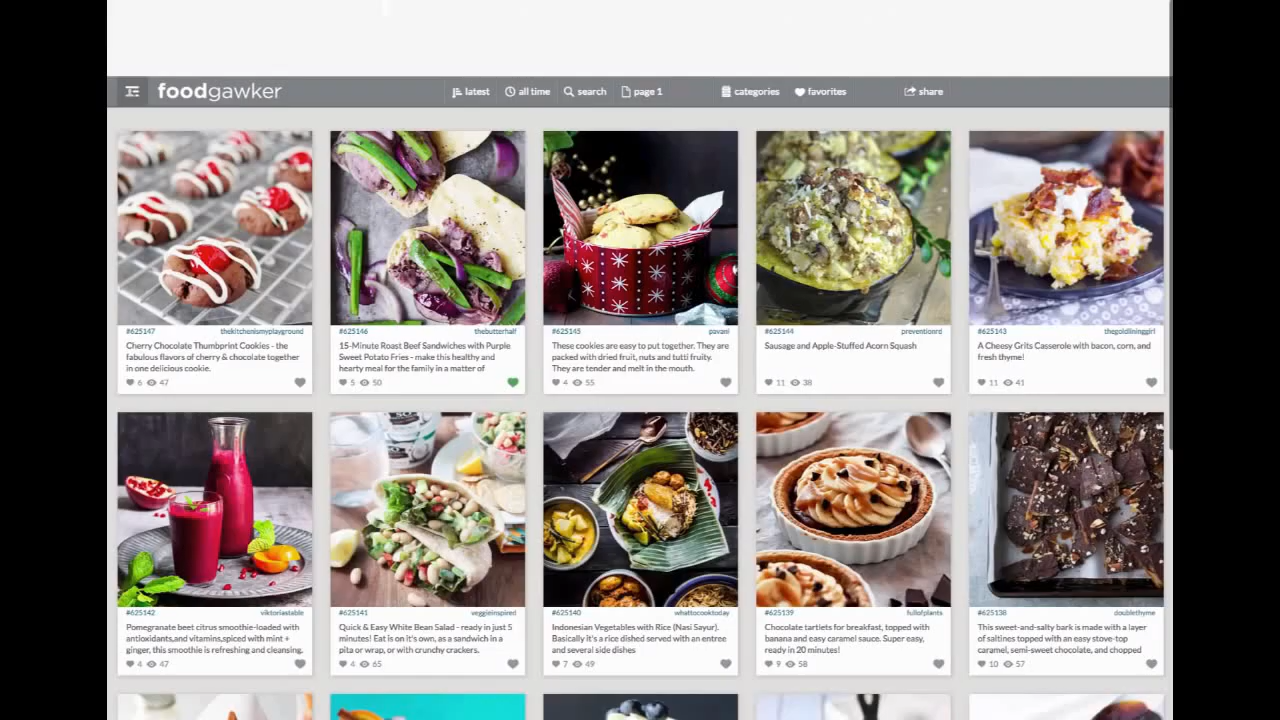 foodgawker latest all time search page 1 categories favorites share
#625147 thekitchenismyplayground
Cherry Chocolate Thumbprint Cookies - the
fabulous flavors of cherry & chocolate together
in one delicious cookie.
6 47
#625146 thebutterhalf
15-Minute Roast Beef Sandwiches with Purple
Sweet Potato Fries - make this healthy and
hearty meal for the family in a matter of
5 50
#625145 pavani
These cookies are easy to put together. They are
packed with dried fruit, nuts and tutti fruity.
They are tender and melt in the mouth.
4 55
#625144 preventionrd
Sausage and Apple-Stuffed Acorn Squash
11 38
#625143 thegoldlininggirl
A Cheesy Grits Casserole with bacon, corn, and
fresh thyme!
11 41
#625142 viktoriastable
Pomegranate beet citrus smoothie-loaded with
antioxidants,and vitamins,spiced with mint +
ginger, this smoothie is refreshing and cleansing.
4 47
#625141 veggieinspired
Quick & Easy White Bean Salad - ready in just 5
minutes! Eat is on it's own, as a sandwich in a
pita or wrap, or with crunchy crackers.
4 65
#625140 whattocooktoday
Indonesian Vegetables with Rice (Nasi Sayur).
Basically it's a rice dished served with an entree
and several side dishes
7 49
#625139 fullofplants
Chocolate tartlets for breakfast, topped with
banana and easy caramel sauce. Super easy,
ready in 20 minutes!
9 58
#625138 doublethyme
This sweet-and-salty bark is made with a layer
of saltines topped with an easy stove-top
caramel, semi-sweet chocolate, and chopped
10 57